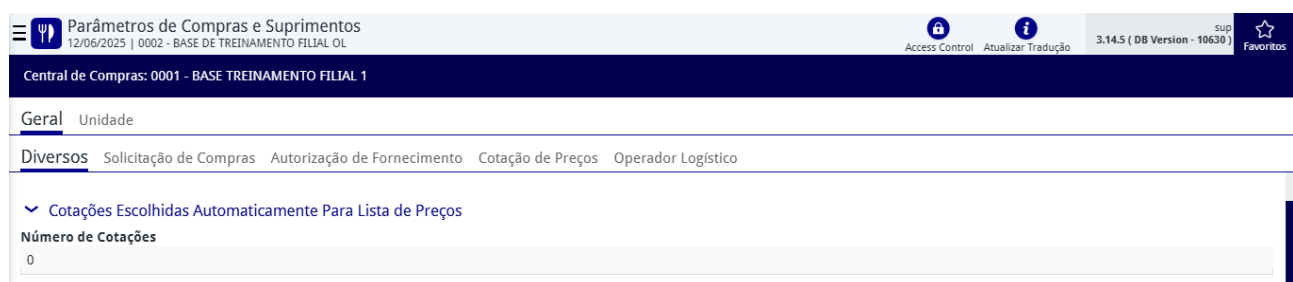 Parâmetros de Compras e Suprimentos
12/06/2025 | 0002 - BASE DE TREINAMENTO FILIAL OL
Access Control
Atualizar Tradução
sup
3.14.5 ( DB Version - 10630 )
Favoritos
Central de Compras: 0001 - BASE TREINAMENTO FILIAL 1
Geral Unidade
Diversos Solicitação de Compras Autorização de Fornecimento Cotação de Preços Operador Logístico
Cotações Escolhidas Automaticamente Para Lista de Preços
Número de Cotações
0